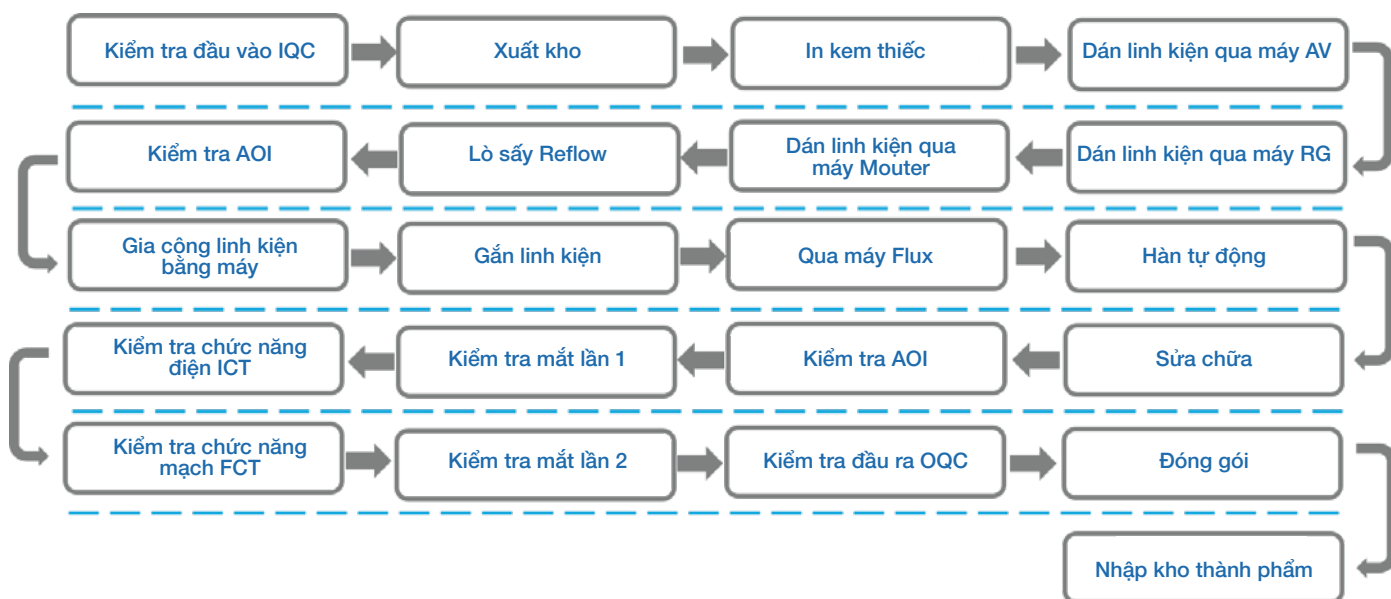 Kiểm tra đầu vào IQC
Xuất kho
In kem thiếc
Dán linh kiện qua máy AV
Dán linh kiện qua máy RG
Dán linh kiện qua
máy Mouter
Lò sấy Reflow
Kiểm tra AOI
Gia công linh kiện
bằng máy
Gắn linh kiện
Qua máy Flux
Hàn tự động
Sửa chữa
Kiểm tra AOI
Kiểm tra mắt lần 1
Kiểm tra chức năng
điện ICT
Kiểm tra chức năng
mạch FCT
Kiểm tra mắt lần 2
Kiểm tra đầu ra OQC
Đóng gói
Nhập kho thành phẩm